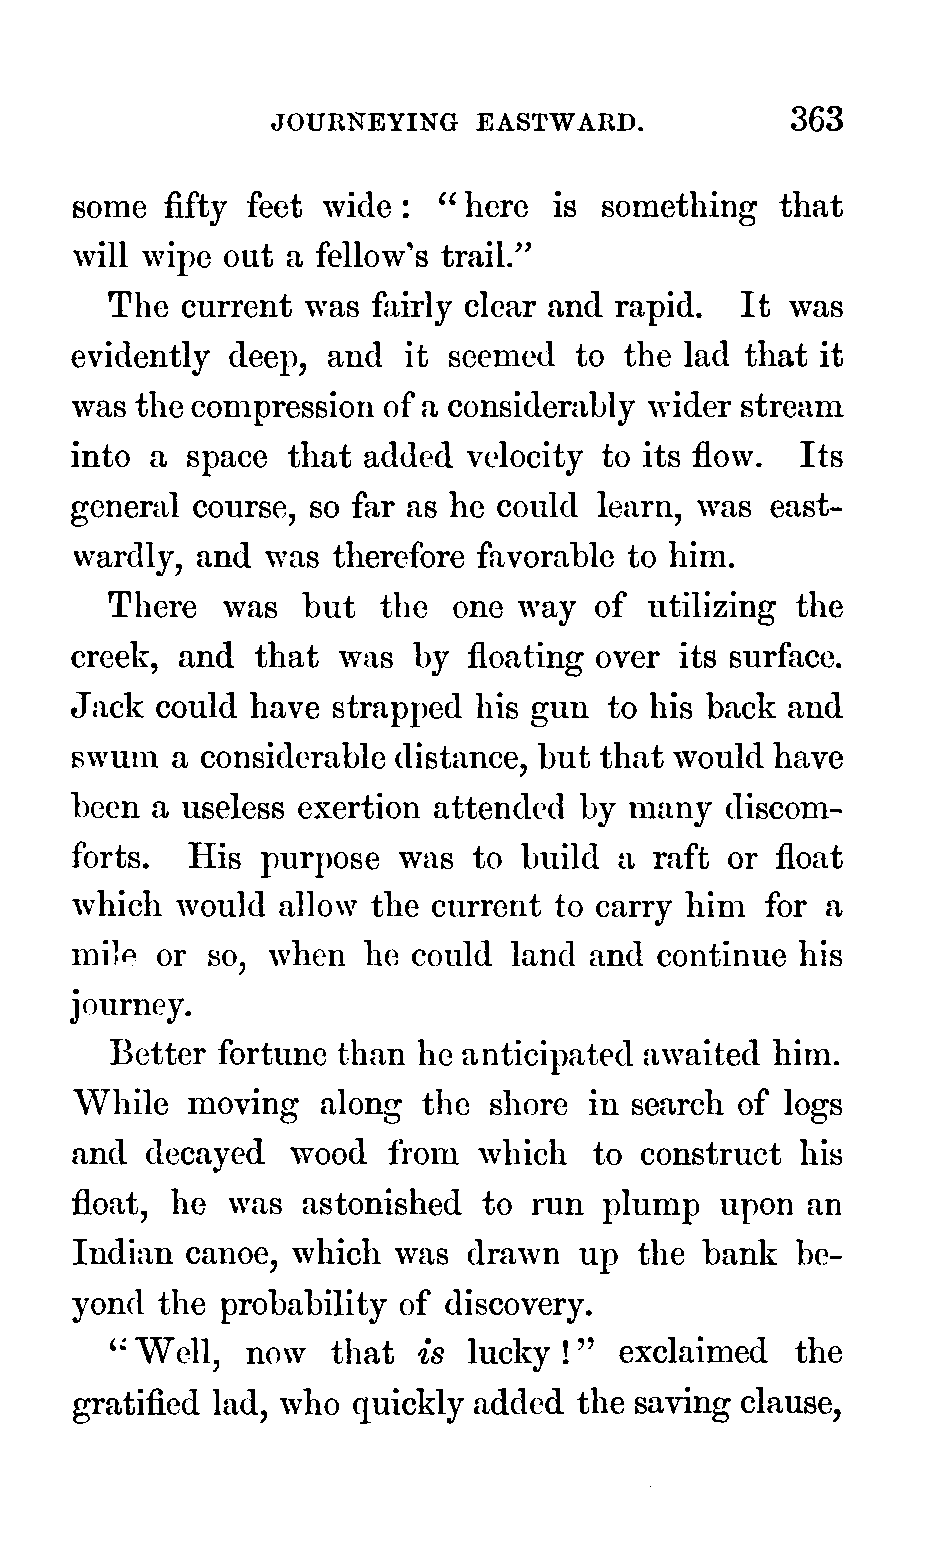 JOURNEYING EASTWARD. 363
some fifty feet wide : “ here is something that
will wipe out a fellow's trail.”
The current was fairly clear and rapid. It was
evidently deep, and it seemed to the lad that it
was the compression of a considerably wider stream
into a space that added velocity to its flow. Its
general course, so far as he could learn, was east-
wardly, and was therefore favorable to him.
There was but the one way of utilizing the
creek, and that was by floating over its surface.
Jack could have strapped his gun to his back and
swum a considerable distance, but that would have
been a useless exertion attended by many discom-
forts. His purpose was to build a raft or float
which would allow the current to carry him for a
mile or so, when he could land and continue his
journey.
Better fortune than he anticipated awaited him.
While moving along the shore in search of logs
and decayed wood from which to construct his
float, he was astonished to run plump upon an
Indian canoe, which was drawn up the bank be-
yond the probability of discovery.
“ Well, now that is lucky ! ” exclaimed the
gratified lad, who quickly added the saving clause,